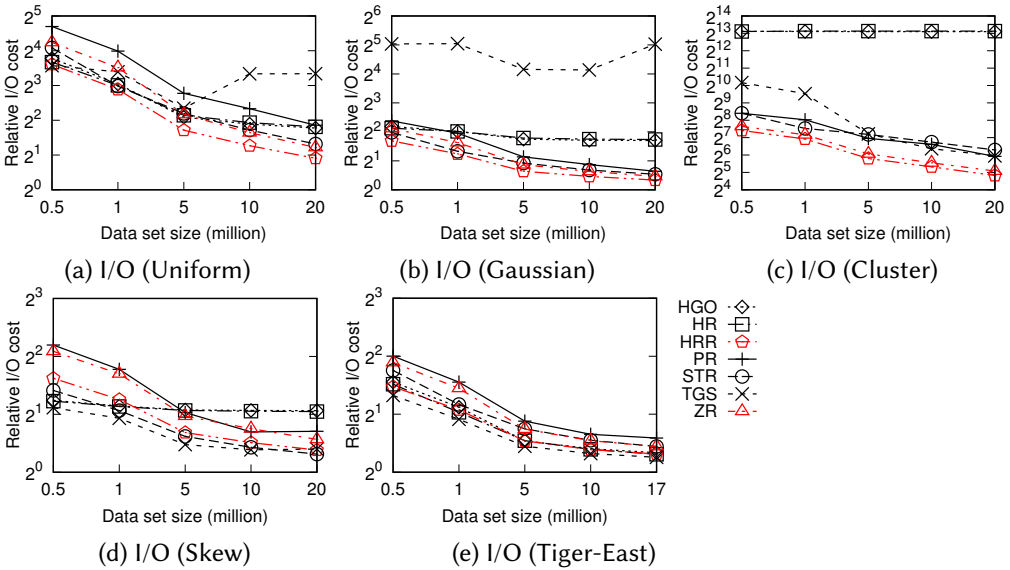 2^5
2^4
2^3
2^2
2^1
2^0
Relative I/O cost
0.5 1 5 10 20
Data set size (million)
(a) I/O (Uniform)
2^6
2^5
2^4
2^3
2^2
2^1
2^0
Relative I/O cost
0.5 1 5 10 20
Data set size (million)
(b) I/O (Gaussian)
2^14
2^13
2^12
2^11
2^10
2^9
2^8
2^7
2^6
2^5
2^4
Relative I/O cost
0.5 1 5 10 20
Data set size (million)
(c) I/O (Cluster)
2^3
2^2
2^1
2^0
Relative I/O cost
0.5 1 5 10 20
Data set size (million)
(d) I/O (Skew)
2^3
2^2
2^1
2^0
Relative I/O cost
0.5 1 5 10 17
Data set size (million)
(e) I/O (Tiger-East)
HGO
HR
HRR
PR
STR
TGS
ZR